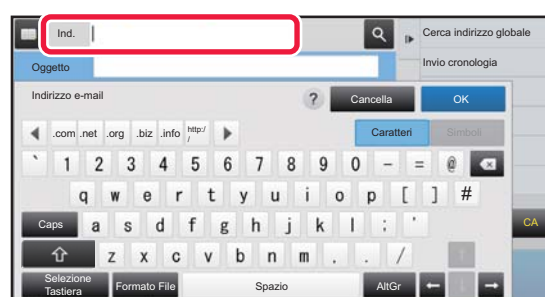 Ind.
Cerca indirizzo globale
Oggetto
Invio cronologia
Indirizzo e-mail
?
Cancella
OK
.com .net .org .biz .info http:/
/
Caratteri
Simboli
` 1 2 3 4 5 6 7 8 9 0 - = @
q w e r t y u i o p [ ] #
Caps a s d f g h j k l ; '
CA
z x c v b n m , . /
Selezione
Tastiera
Formato File
Spazio
AltGr